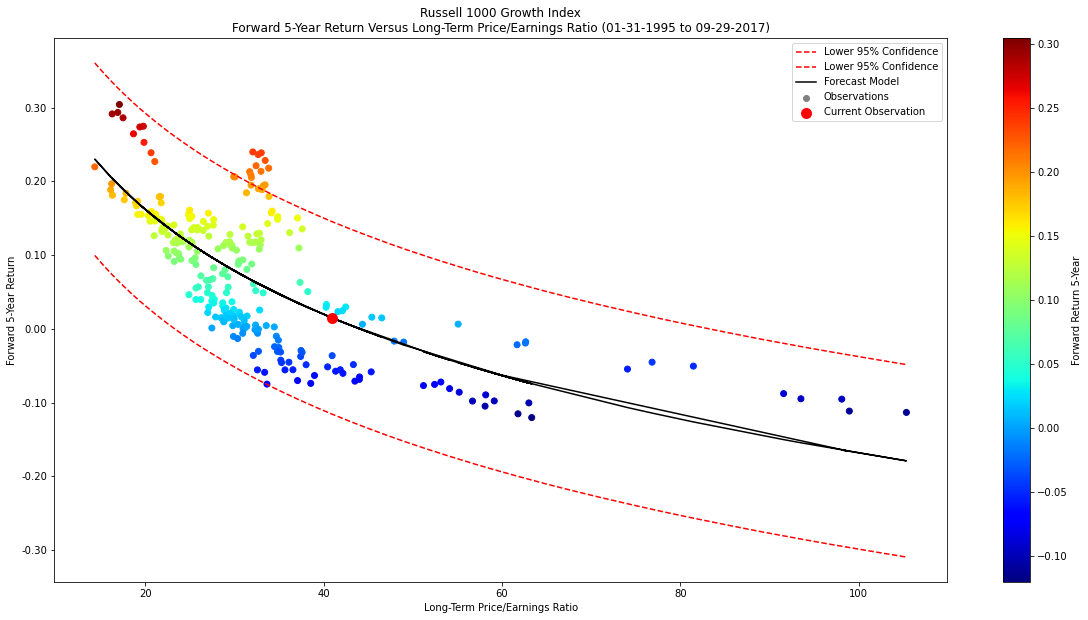 Russell 1000 Growth Index
Forward 5-Year Return Versus Long-Term Price/Earnings Ratio (01-31-1995 to 09-29-2017)
Lower 95% Confidence
Lower 95% Confidence
Forecast Model
Observations
Current Observation
Forward 5-Year Return
0.30
0.20
0.10
0.00
-0.10
-0.20
-0.30
20
40
60
80
100
Long-Term Price/Earnings Ratio
0.30
0.25
0.20
0.15
0.10
0.05
0.00
−0.05
−0.10
Forward Return 5-Year